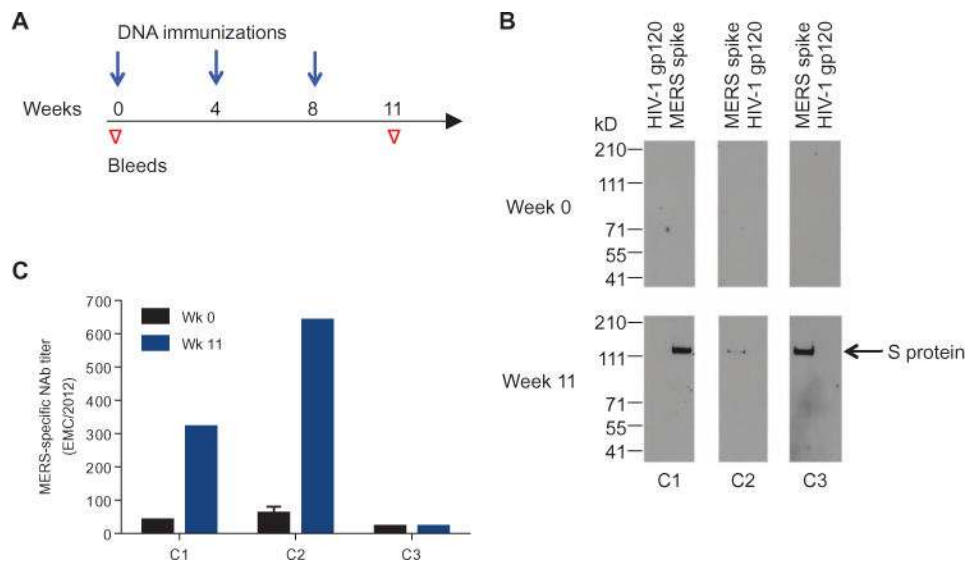 A
DNA immunizations
Weeks 0 4 8 11
Bleeds
B
HIV-1 gp120
MERS spike
MERS spike
HIV-1 gp120
MERS spike
HIV-1 gp120
kD
210
111
71
55
41
Week 0
210
111
71
55
41
Week 11
S protein
C1 C2 C3
C
MERS-specific NAb titer
(EMC/2012)
700
600
500
400
300
200
100
0
Wk 0
Wk 11
C1 C2 C3